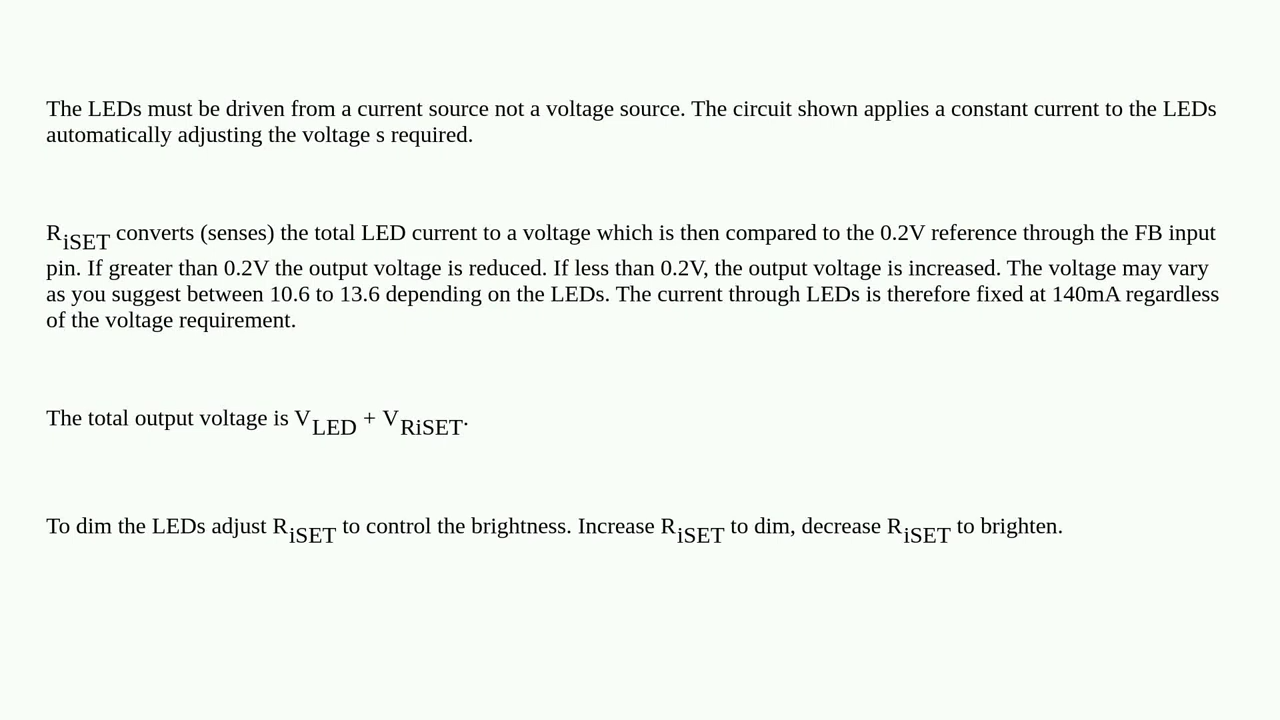 The LEDs must be driven from a current source not a voltage source. The circuit shown applies a constant current to the LEDs
automatically adjusting the voltage s required.
RiSET converts (senses) the total LED current to a voltage which is then compared to the 0.2V reference through the FB input
pin. If greater than 0.2V the output voltage is reduced. If less than 0.2V, the output voltage is increased. The voltage may vary
as you suggest between 10.6 to 13.6 depending on the LEDs. The current through LEDs is therefore fixed at 140mA regardless
of the voltage requirement.
The total output voltage is VLED + VRiSET.
To dim the LEDs adjust RiSET to control the brightness. Increase RiSET to dim, decrease RiSET to brighten.